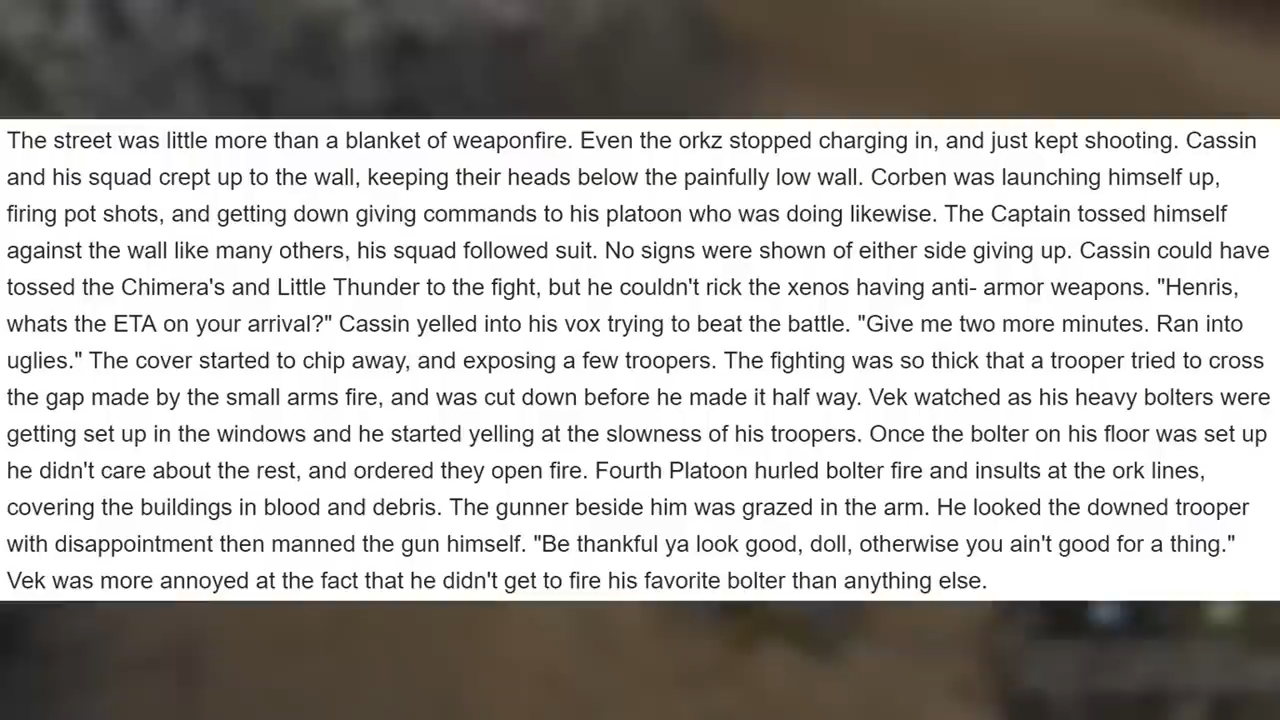 The street was little more than a blanket of weaponfire. Even the orkz stopped charging in, and just kept shooting. Cassin
and his squad crept up to the wall, keeping their heads below the painfully low wall. Corben was launching himself up,
firing pot shots, and getting down giving commands to his platoon who was doing likewise. The Captain tossed himself
against the wall like many others, his squad followed suit. No signs were shown of either side giving up. Cassin could have
tossed the Chimera's and Little Thunder to the fight, but he couldn't rick the xenos having anti- armor weapons. "Henris,
whats the ETA on your arrival?" Cassin yelled into his vox trying to beat the battle. "Give me two more minutes. Ran into
uglies." The cover started to chip away, and exposing a few troopers. The fighting was so thick that a trooper tried to cross
the gap made by the small arms fire, and was cut down before he made it half way. Vek watched as his heavy bolters were
getting set up in the windows and he started yelling at the slowness of his troopers. Once the bolter on his floor was set up
he didn't care about the rest, and ordered they open fire. Fourth Platoon hurled bolter fire and insults at the ork lines,
covering the buildings in blood and debris. The gunner beside him was grazed in the arm. He looked the downed trooper
with disappointment then manned the gun himself. "Be thankful ya look good, doll, otherwise you ain't good for a thing."
Vek was more annoyed at the fact that he didn't get to fire his favorite bolter than anything else.